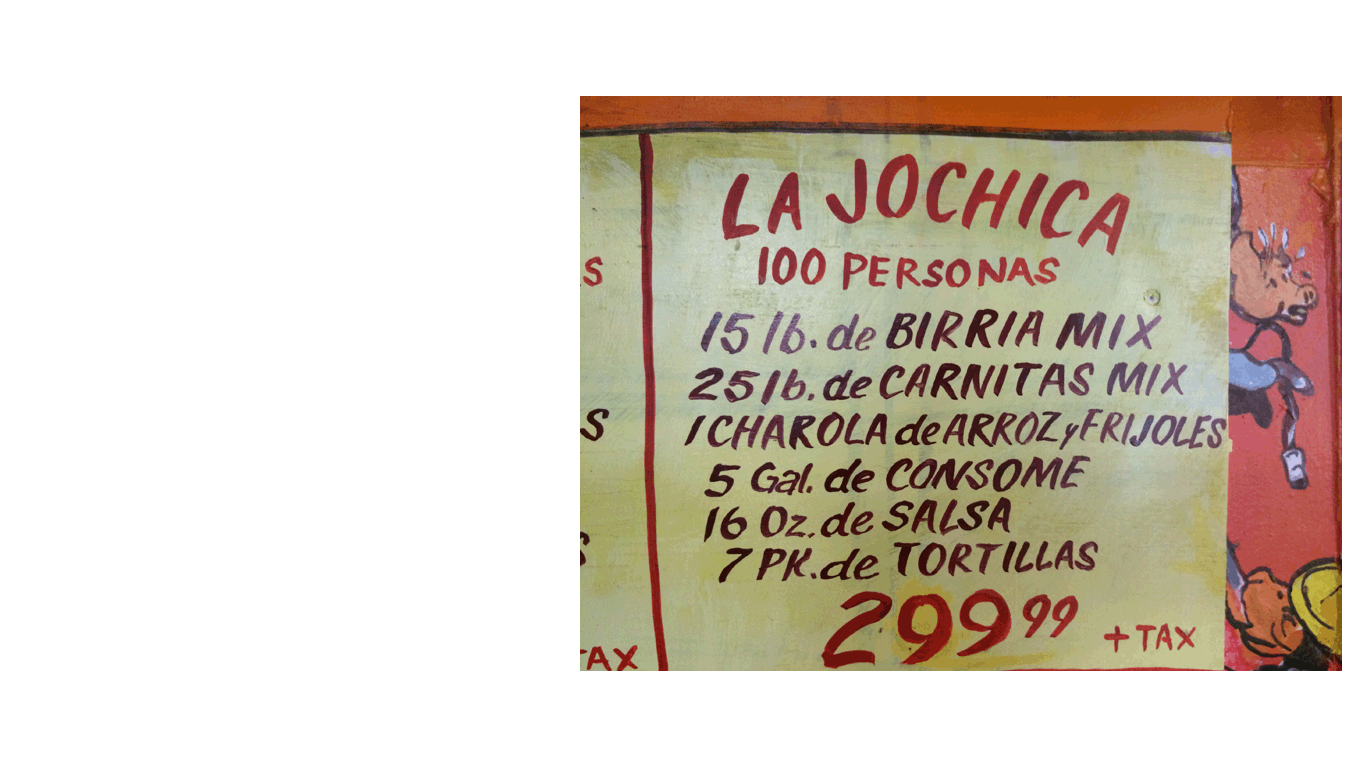 LA JOCHICA
100 PERSONAS
15 lb. de BIRRIA MIX
25 lb. de CARNITAS MIX
1 CHAROLA de ARROZ y FRIJOLES
5 Gal. de CONSOME
16 Oz. de SALSA
7 PK. de TORTILLAS
299 99 + TAX
TAX